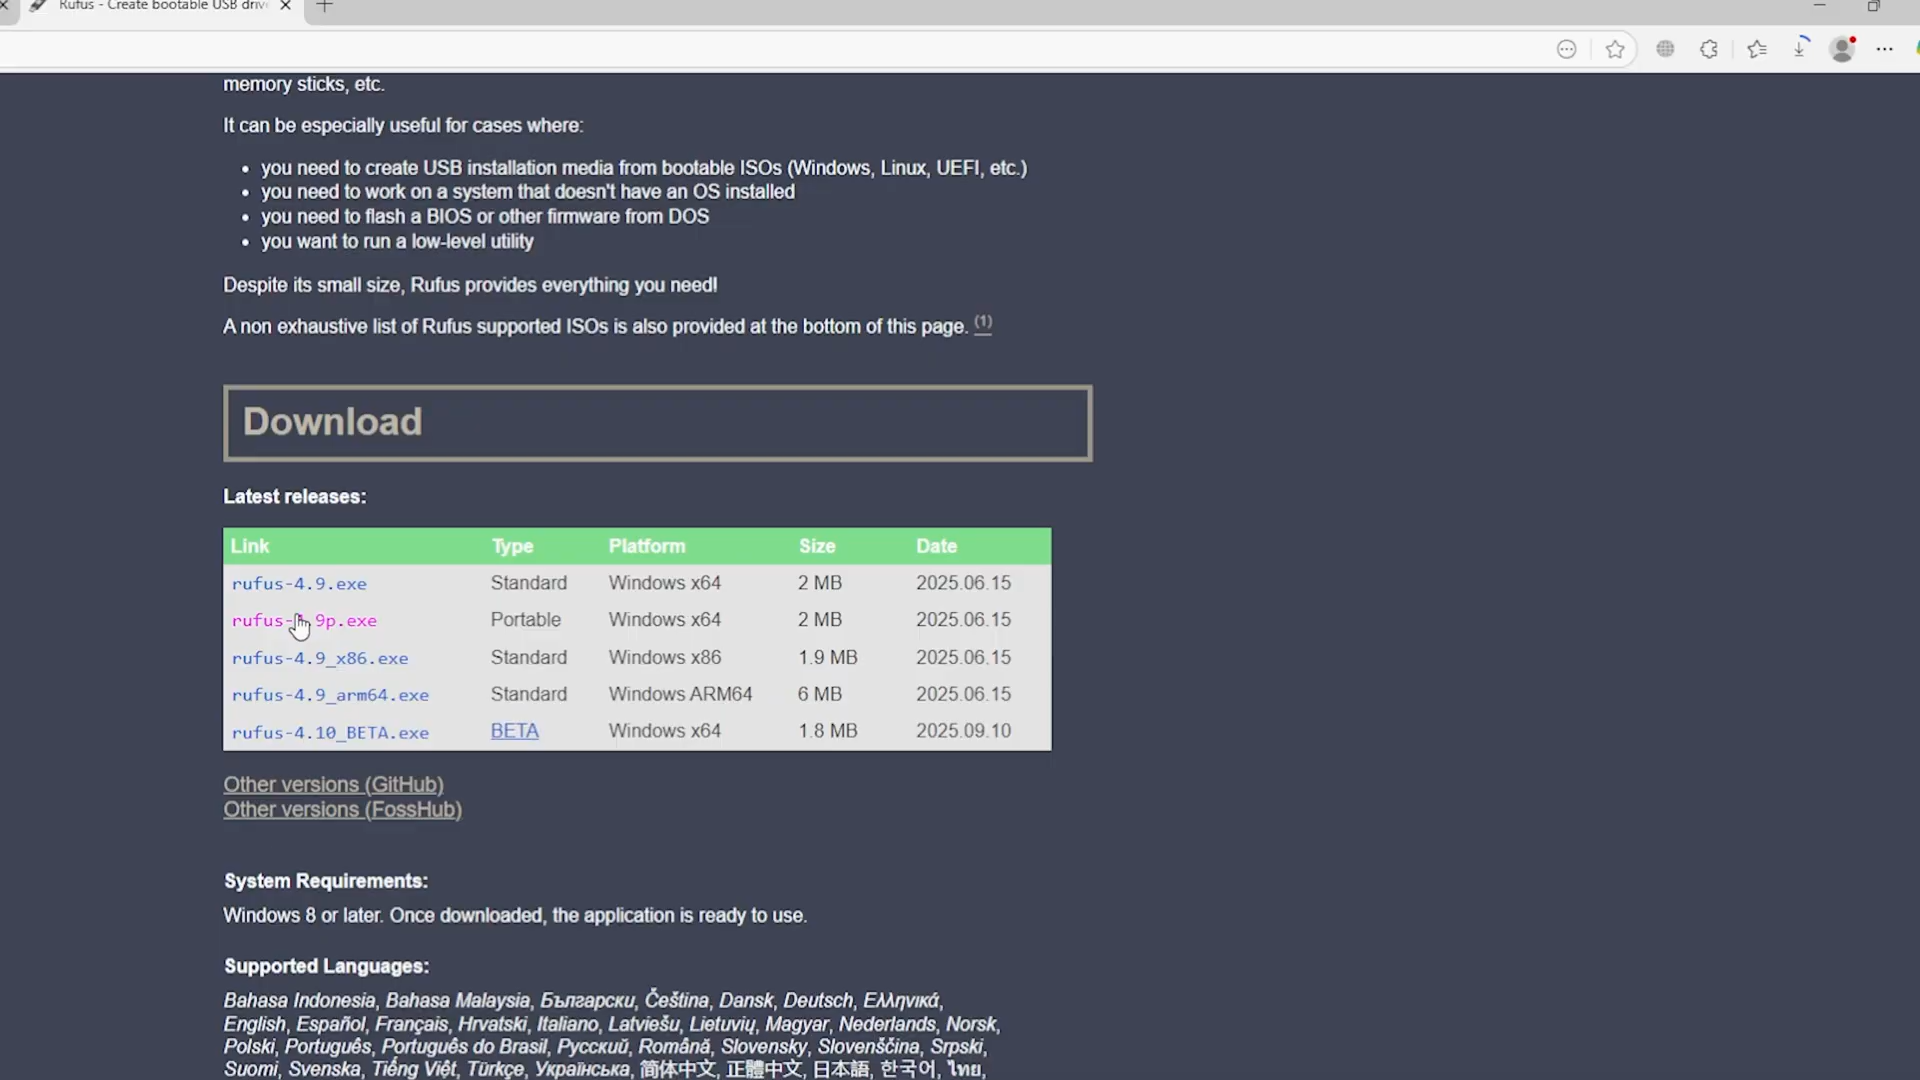 Rufus - Create bootable USB driv
memory sticks, etc.
It can be especially useful for cases where:
• you need to create USB installation media from bootable ISOs (Windows, Linux, UEFI, etc.)
• you need to work on a system that doesn't have an OS installed
• you need to flash a BIOS or other firmware from DOS
• you want to run a low-level utility
Despite its small size, Rufus provides everything you need!
A non exhaustive list of Rufus supported ISOs is also provided at the bottom of this page. (1)
Download
Latest releases:
Link Type Platform Size Date
rufus-4.9.exe Standard Windows x64 2 MB 2025.06.15
rufus-4.9p.exe Portable Windows x64 2 MB 2025.06.15
rufus-4.9_x86.exe Standard Windows x86 1.9 MB 2025.06.15
rufus-4.9_arm64.exe Standard Windows ARM64 6 MB 2025.06.15
rufus-4.10_BETA.exe BETA Windows x64 1.8 MB 2025.09.10
Other versions (GitHub)
Other versions (FossHub)
System Requirements:
Windows 8 or later. Once downloaded, the application is ready to use.
Supported Languages:
Bahasa Indonesia, Bahasa Malaysia, Български, Čeština, Dansk, Deutsch, Ελληνικά,
English, Español, Français, Hrvatski, Italiano, Latviešu, Lietuvių, Magyar, Nederlands, Norsk,
Polski, Português, Português do Brasil, Русский, Română, Slovensky, Slovenščina, Srpski,
Suomi, Svenska, Tiếng Việt, Türkçe, Українська, 简体中文, 正體中文, 日本語, 한국어, ไทย,